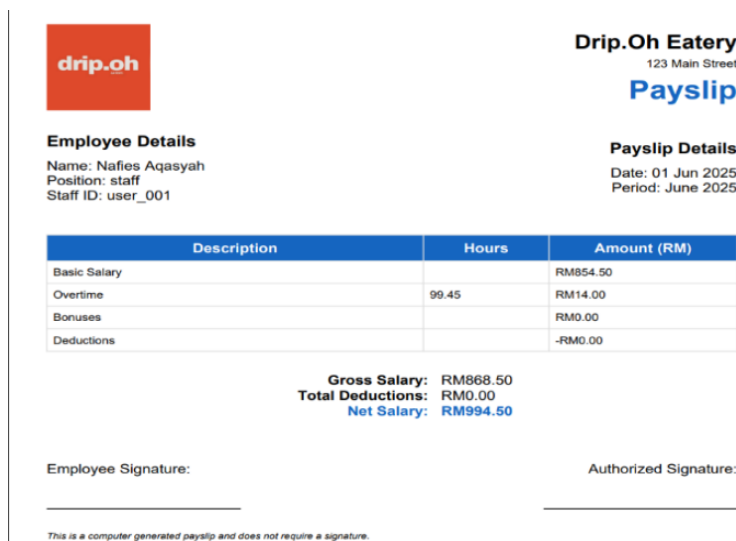 drip.oh
Drip.Oh Eatery
123 Main Street
Payslip
Employee Details
Name: Nafies Aqasyah
Position: staff
Staff ID: user_001
Payslip Details
Date: 01 Jun 2025
Period: June 2025
Description Hours Amount (RM)
Basic Salary RM854.50
Overtime 99.45 RM14.00
Bonuses RM0.00
Deductions -RM0.00
Gross Salary: RM868.50
Total Deductions: RM0.00
Net Salary: RM994.50
Employee Signature: Authorized Signature:
This is a computer generated payslip and does not require a signature.